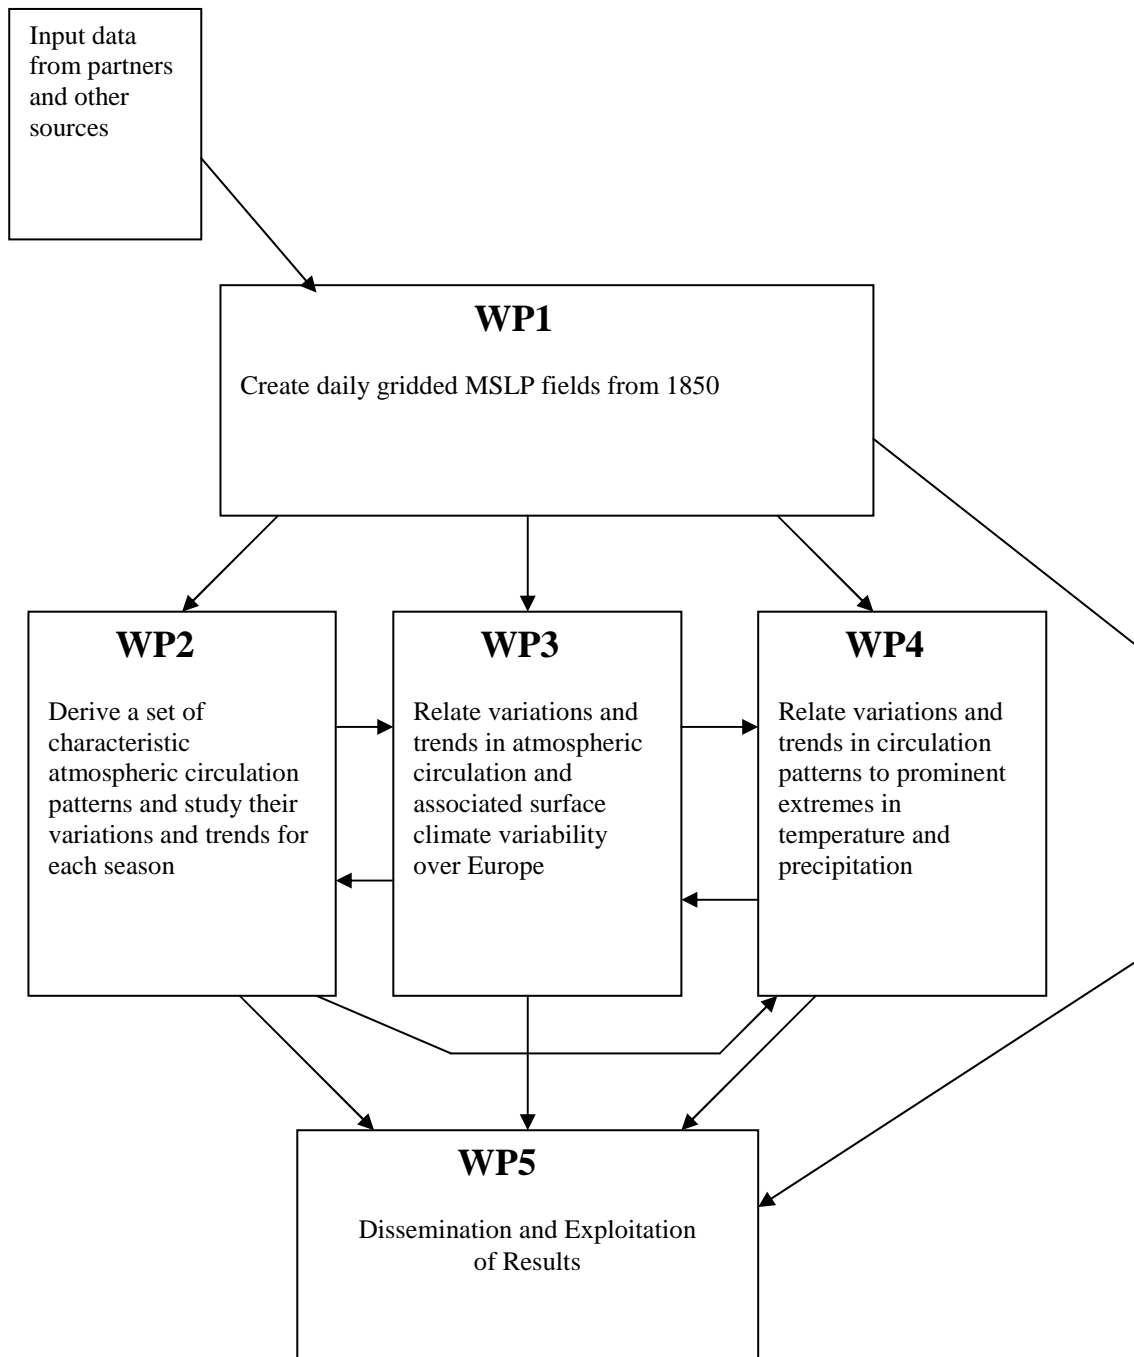 Input data
from partners
and other
sources
WP1
Create daily gridded MSLP fields from 1850
WP2
Derive a set of
characteristic
atmospheric circulation
patterns and study their
variations and trends for
each season
WP3
Relate variations and
trends in atmospheric
circulation and
associated surface
climate variability
over Europe
WP4
Relate variations and
trends in circulation
patterns to prominent
extremes in
temperature and
precipitation
WP5
Dissemination and Exploitation
of Results